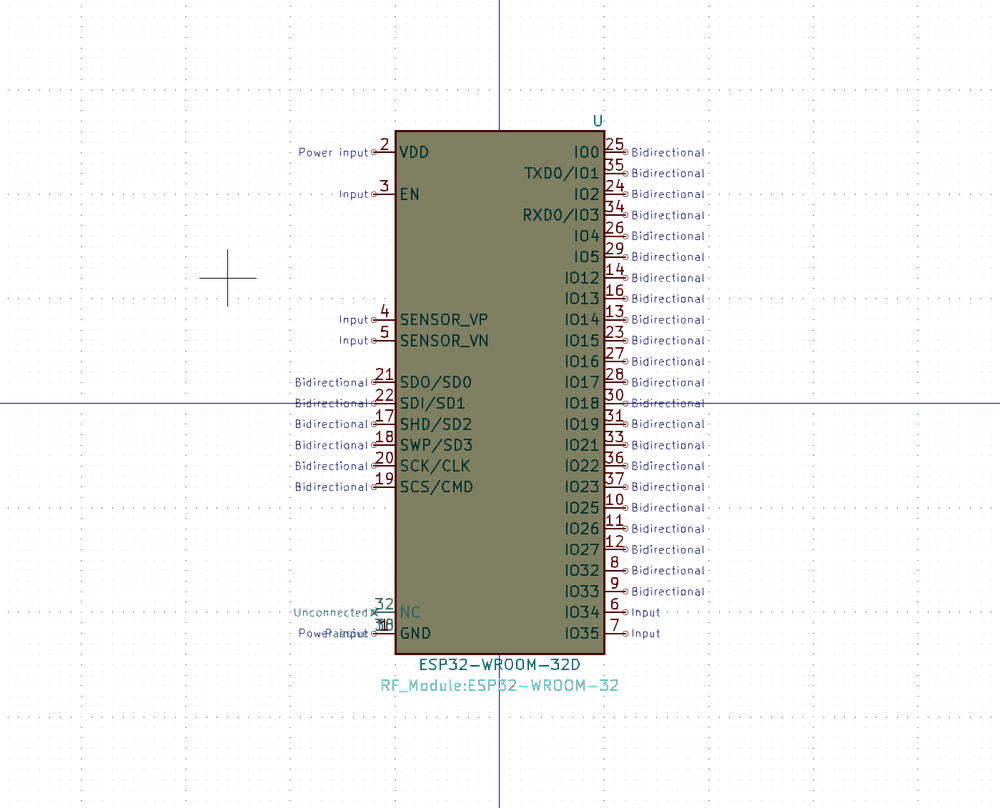 U
Power input 2 VDD IO0 25 Bidirectional
TXD0/IO1 35 Bidirectional
Input 3 EN IO2 24 Bidirectional
RXD0/IO3 34 Bidirectional
IO4 26 Bidirectional
IO5 29 Bidirectional
IO12 14 Bidirectional
IO13 16 Bidirectional
Input 4 SENSOR_VP IO14 13 Bidirectional
Input 5 SENSOR_VN IO15 23 Bidirectional
IO16 27 Bidirectional
Bidirectional 21 SDO/SD0 IO17 28 Bidirectional
Bidirectional 22 SDI/SD1 IO18 30 Bidirectional
Bidirectional 17 SHD/SD2 IO19 31 Bidirectional
Bidirectional 18 SWP/SD3 IO21 33 Bidirectional
Bidirectional 20 SCK/CLK IO22 36 Bidirectional
Bidirectional 19 SCS/CMD IO23 37 Bidirectional
IO25 10 Bidirectional
IO26 11 Bidirectional
IO27 12 Bidirectional
IO32 8 Bidirectional
IO33 9 Bidirectional
Unconnected 32 NC IO34 6 Input
Power input 1 GND IO35 7 Input
ESP32-WROOM-32D
RF_Module:ESP32-WROOM-32